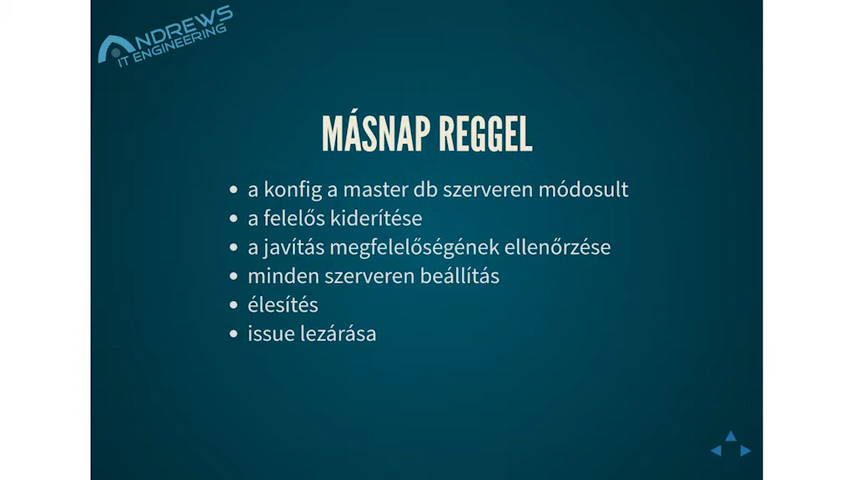 ANDREWS
IT ENGINEERING
MÁSNAP REGGEL
a konfig a master db szerveren módosult
a felelős kiderítése
a javítás megfelelőségének ellenőrzése
minden szerveren beállítás
élesítés
issue lezárása